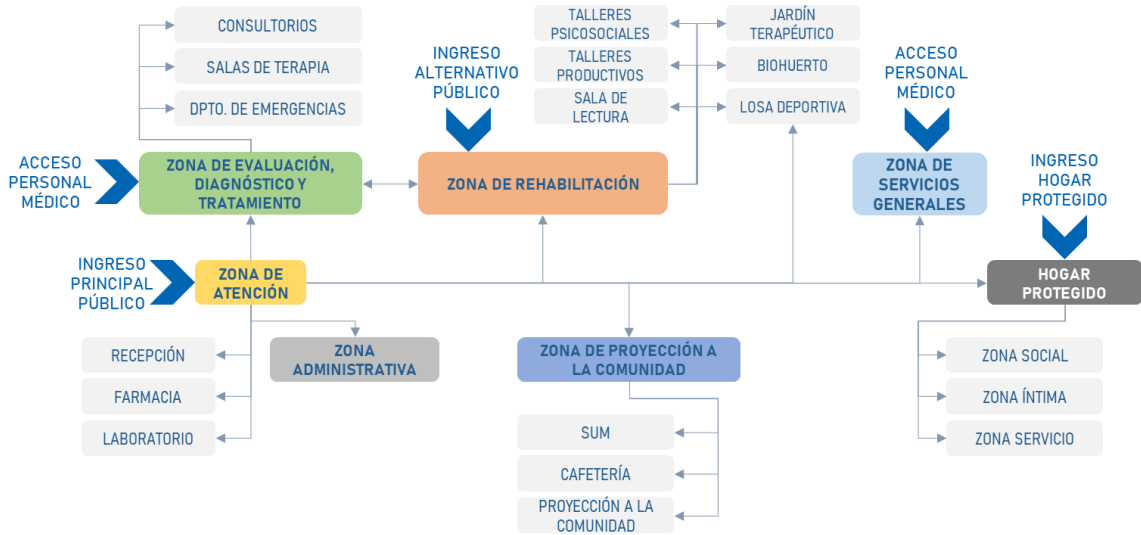 CONSULTORIOS
SALAS DE TERAPIA
DPTO. DE EMERGENCIAS
INGRESO
ALTERNATIVO
PÚBLICO
TALLERES
PSICOSOCIALES
TALLERES
PRODUCTIVOS
SALA DE
LECTURA
JARDÍN
TERAPÉUTICO
BIOHUERTO
LOSA DEPORTIVA
ACCESO
PERSONAL
MÉDICO
ACCESO
PERSONAL
MÉDICO
ZONA DE EVALUACIÓN,
DIAGNÓSTICO Y
TRATAMIENTO
ZONA DE REHABILITACIÓN
ZONA DE
SERVICIOS
GENERALES
INGRESO
HOGAR
PROTEGIDO
INGRESO
PRINCIPAL
PÚBLICO
ZONA DE
ATENCIÓN
HOGAR
PROTEGIDO
RECEPCIÓN
FARMACIA
LABORATORIO
ZONA
ADMINISTRATIVA
ZONA DE PROYECCIÓN A
LA COMUNIDAD
SUM
CAFETERÍA
PROYECCIÓN A LA
COMUNIDAD
ZONA SOCIAL
ZONA ÍNTIMA
ZONA SERVICIO